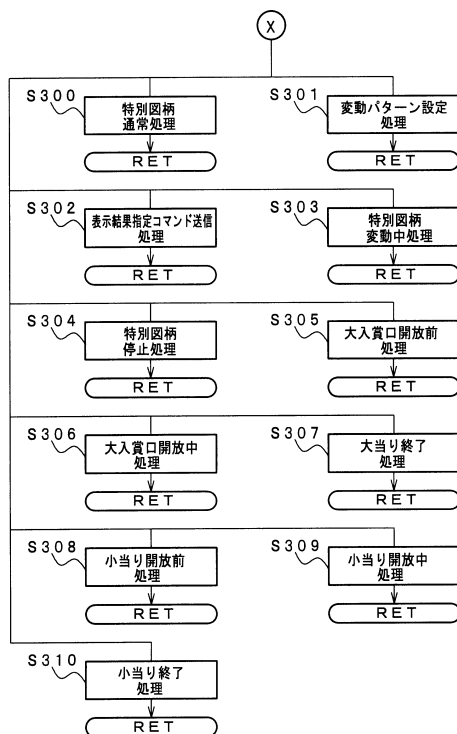 X
S300
特別図柄
通常処理
RET
S301
変動パターン設定
処理
RET
S302
表示結果指定コマンド送信
処理
RET
S303
特別図柄
変動中処理
RET
S304
特別図柄
停止処理
RET
S305
大入賞口開放前
処理
RET
S306
大入賞口開放中
処理
RET
S307
大当り終了
処理
RET
S308
小当り開放前
処理
RET
S309
小当り開放中
処理
RET
S310
小当り終了
処理
RET